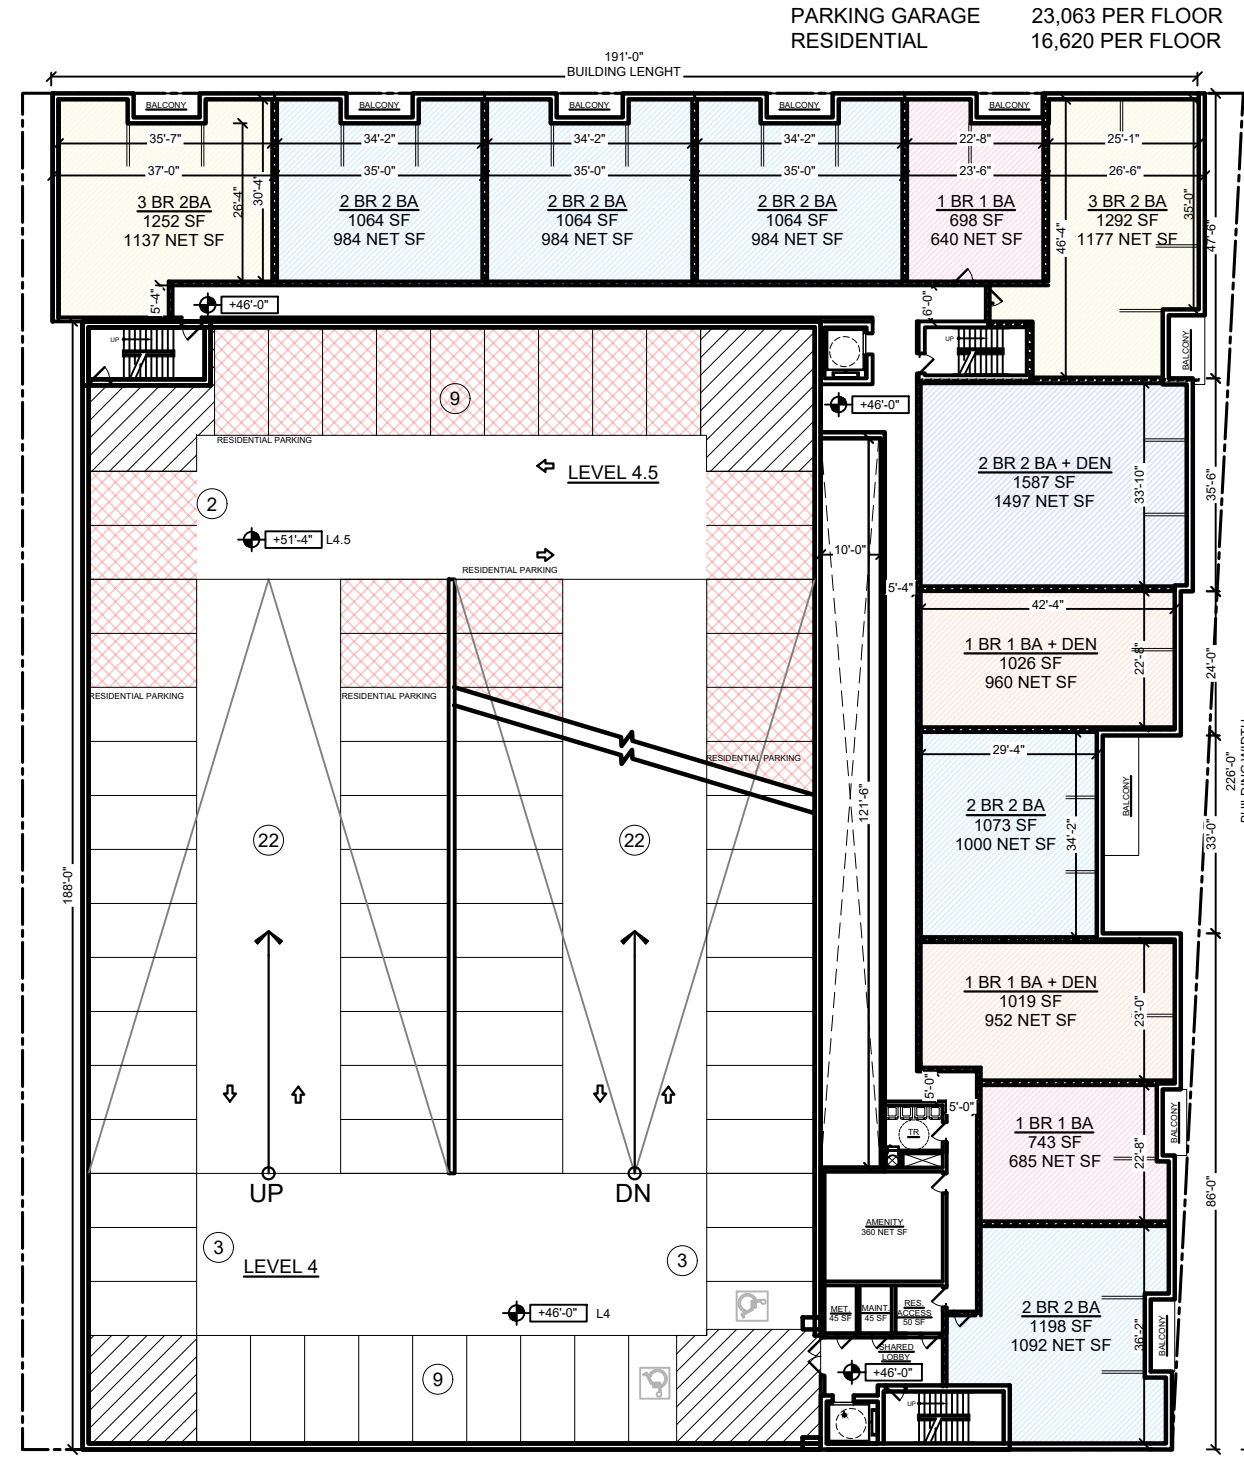 PARKING GARAGE 23,063 PER FLOOR
RESIDENTIAL 16,620 PER FLOOR
191'-0"
BUILDING LENGHT
BALCONY
BALCONY
BALCONY
BALCONY
BALCONY
35'-7"
34'-2"
34'-2"
34'-2"
22'-8"
25'-1"
37'-0"
35'-0"
35'-0"
35'-0"
23'-6"
26'-6"
26'-4"
30'-4"
46'-4"
35'-0"
47'-6"
3 BR 2BA
1252 SF
1137 NET SF
2 BR 2 BA
1064 SF
984 NET SF
2 BR 2 BA
1064 SF
984 NET SF
2 BR 2 BA
1064 SF
984 NET SF
1 BR 1 BA
698 SF
640 NET SF
3 BR 2 BA
1292 SF
1177 NET SF
5'-4"
+46'-0"
6'-0"
UP
UP
BALCONY
+46'-0"
9
RESIDENTIAL PARKING
LEVEL 4.5
2
+51'-4" L4.5
RESIDENTIAL PARKING
2 BR 2 BA + DEN
1587 SF
1497 NET SF
33'-10"
35'-6"
10'-0"
5'-4"
42'-4"
1 BR 1 BA + DEN
1026 SF
960 NET SF
22'-8"
24'-0"
RESIDENTIAL PARKING
RESIDENTIAL PARKING
RESIDENTIAL PARKING
29'-4"
2 BR 2 BA
1073 SF
1000 NET SF
34'-2"
BALCONY
33'-0"
226'-0"
BUILDING WIDTH
121'-6"
22
22
188'-0"
1 BR 1 BA + DEN
1019 SF
952 NET SF
23'-0"
5'-0"
5'-0"
TR
1 BR 1 BA
743 SF
685 NET SF
22'-8"
BALCONY
86'-0"
UP
DN
AMENITY
360 NET SF
3
3
LEVEL 4
+46'-0" L4
MET.
45 SF
MAINT.
45 SF
RES.
ACCESS
50 SF
2 BR 2 BA
1198 SF
1092 NET SF
36'-2"
BALCONY
SHARED
LOBBY
+46'-0"
9
UP